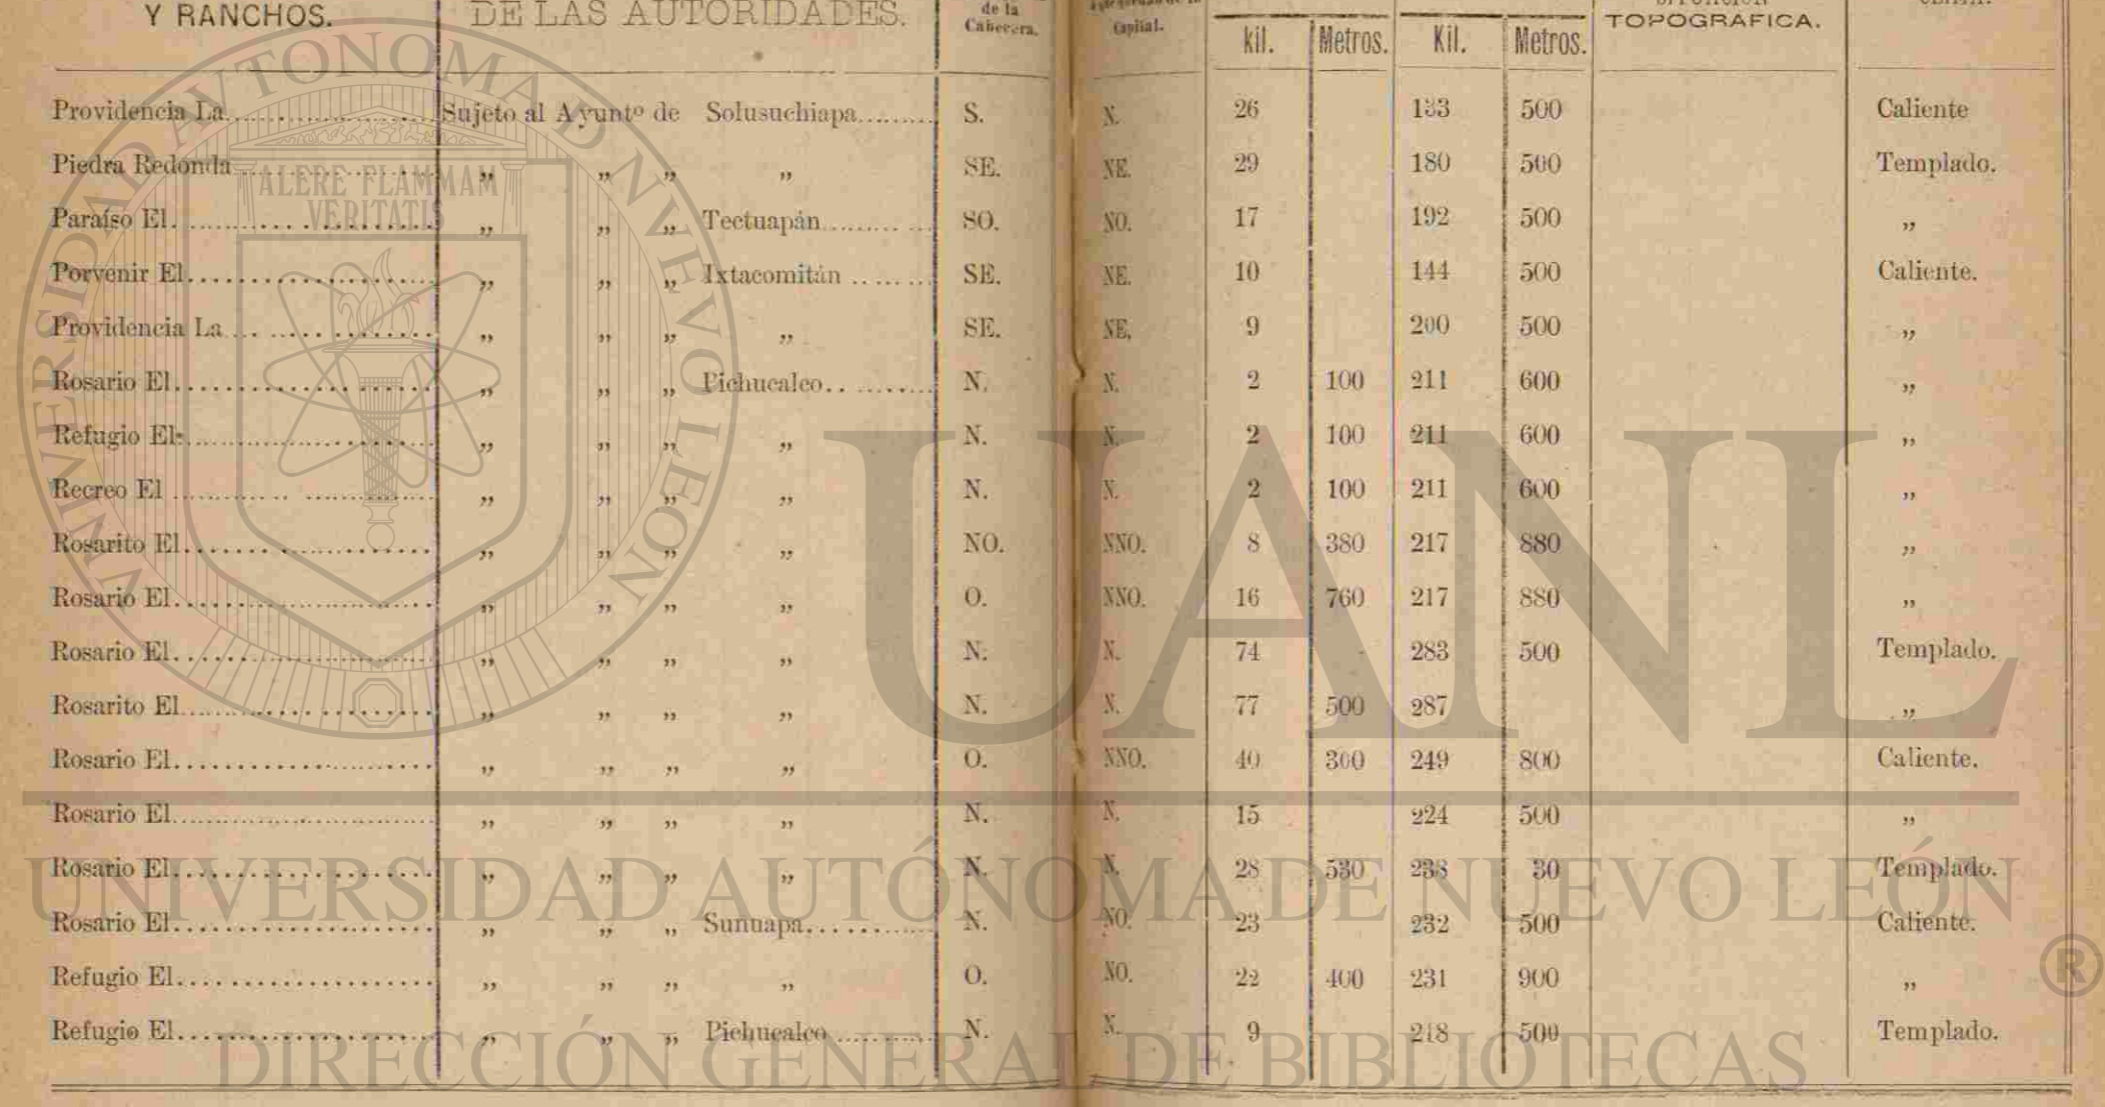 Y RANCHOS. DE LAS AUTORIDADES. de la Cabecera. Capital. kil. Metros. Kil. Metros. TOPOGRAFICA.
Providencia La Sujeto al Ayuntº de Solusuchiapa S. N. 26 133 500 Caliente
Piedra Redonda „ „ „ „ SE. NE. 29 180 500 Templado.
Paraíso El „ „ „ Tectuapán SO. NO. 17 192 500 „
Porvenir El „ „ „ Ixtacomitán SE. NE. 10 144 500 Caliente.
Providencia La „ „ „ „ SE. NE. 9 200 500 „
Rosario El „ „ „ Pichucalco N. N. 2 100 211 600 „
Refugio El „ „ „ „ N. N. 2 100 211 600 „
Recreo El „ „ „ „ N. N. 2 100 211 600 „
Rosarito El „ „ „ „ NO. NNO. 8 380 217 880 „
Rosario El „ „ „ „ O. NNO. 16 760 217 880 „
Rosario El „ „ „ „ N. N. 74 283 500 Templado.
Rosarito El „ „ „ „ N. N. 77 500 287 „
Rosario El „ „ „ „ O. NNO. 40 300 249 800 Caliente.
Rosario El „ „ „ „ N. N. 15 224 500 „
Rosario El „ „ „ „ N. N. 28 530 238 30 Templado.
Rosario El „ „ „ Sunuapa N. NO. 23 232 500 Caliente.
Refugio El „ „ „ „ O. NO. 22 400 231 900 „
Refugio El „ „ „ Pichucalco N. N. 9 218 500 Templado.
UNIVERSIDAD AUTONOMA DE NUEVO LEON
ALERE FLAMMAM
VERITATIS
UANL
UNIVERSIDAD AUTÓNOMA DE NUEVO LEÓN
®
DIRECCIÓN GENERAL DE BIBLIOTECAS